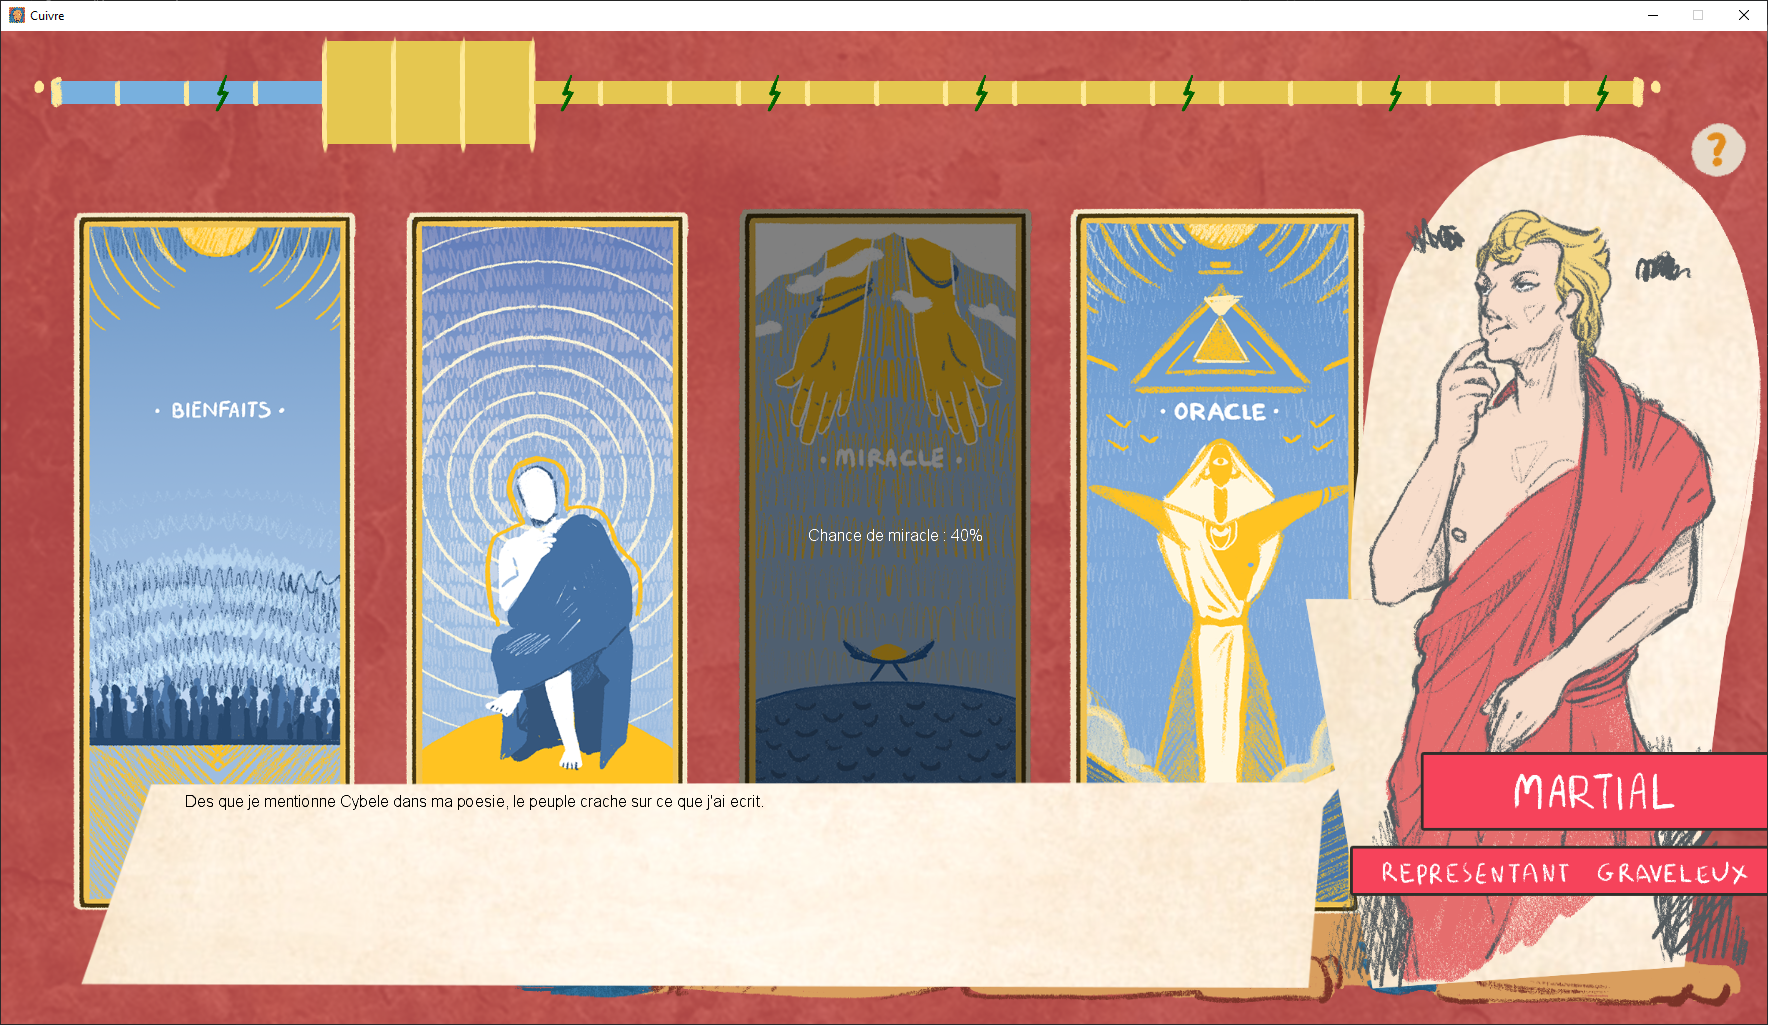 Cuivre
?
• BIENFAITS •
• MIRACLE •
Chance de miracle : 40%
• ORACLE •
Des que je mentionne Cybele dans ma poesie, le peuple crache sur ce que j'ai ecrit.
MARTIAL
REPRESENTANT GRAVELEUX